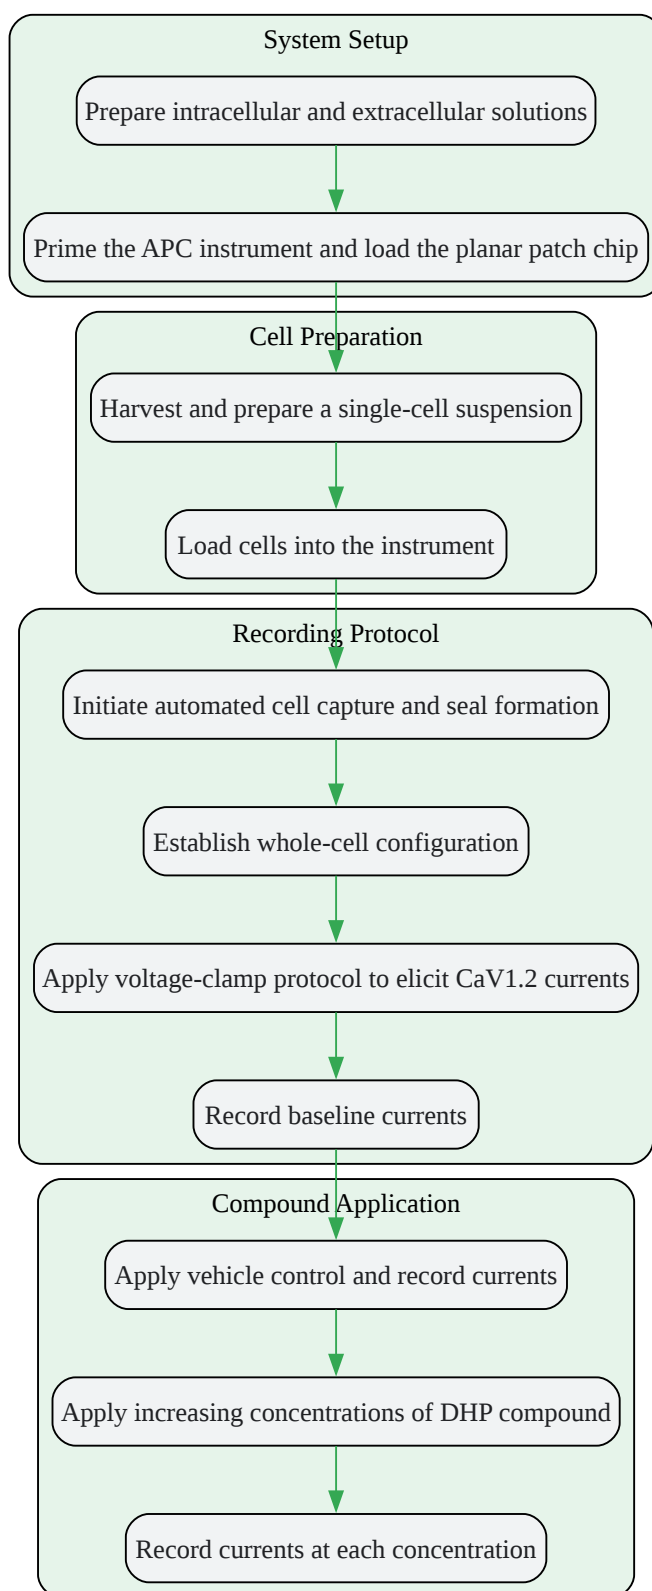 System Setup
Prepare intracellular and extracellular solutions
Prime the APC instrument and load the planar patch chip
Cell Preparation
Harvest and prepare a single-cell suspension
Load cells into the instrument
Recording Protocol
Initiate automated cell capture and seal formation
Establish whole-cell configuration
Apply voltage-clamp protocol to elicit CaV1.2 currents
Record baseline currents
Compound Application
Apply vehicle control and record currents
Apply increasing concentrations of DHP compound
Record currents at each concentration